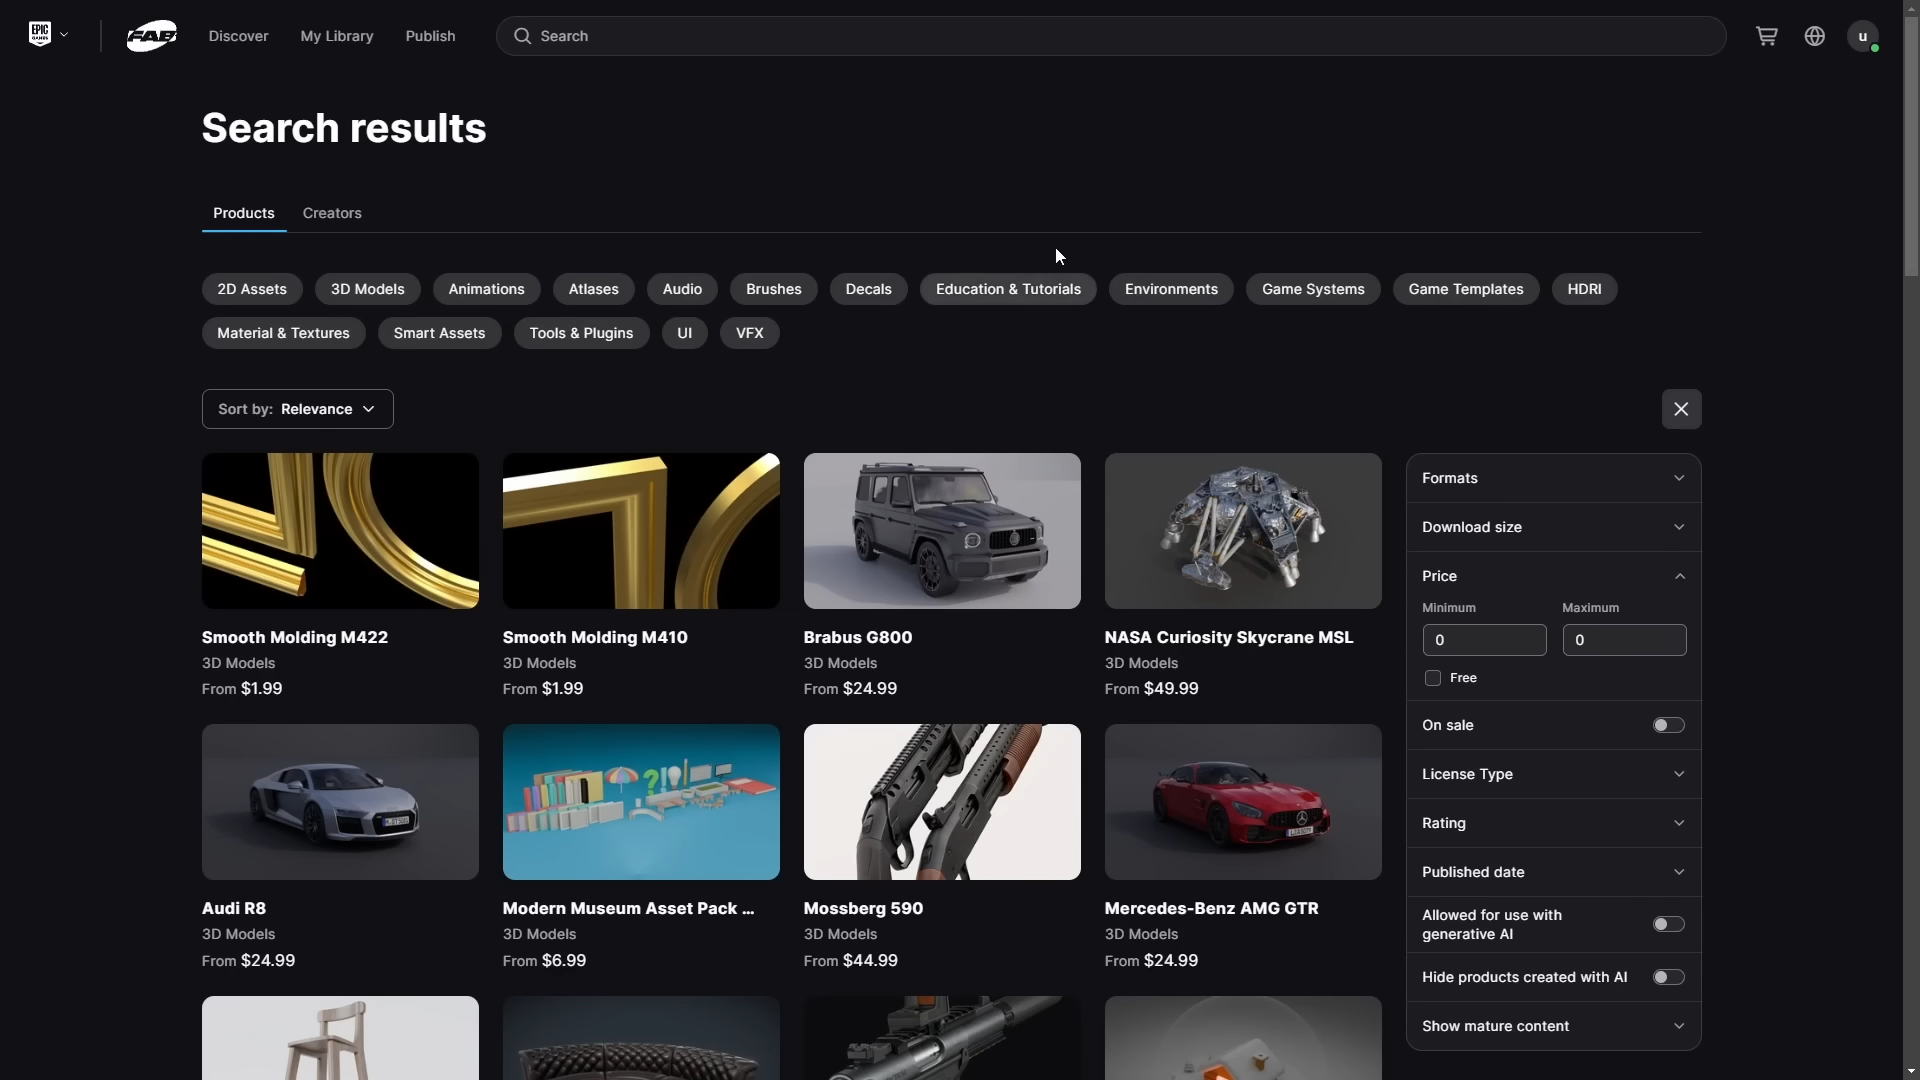 EPIC GAMES
FAB
Discover
My Library
Publish
Search
u
Search results
Products
Creators
2D Assets
3D Models
Animations
Atlases
Audio
Brushes
Decals
Education & Tutorials
Environments
Game Systems
Game Templates
HDRI
Material & Textures
Smart Assets
Tools & Plugins
UI
VFX
Sort by: Relevance
Smooth Molding M422
3D Models
From $1.99
Smooth Molding M410
3D Models
From $1.99
Brabus G800
3D Models
From $24.99
NASA Curiosity Skycrane MSL
3D Models
From $49.99
Audi R8
3D Models
From $24.99
Modern Museum Asset Pack ...
3D Models
From $6.99
Mossberg 590
3D Models
From $44.99
Mercedes-Benz AMG GTR
3D Models
From $24.99
Formats
Download size
Price
Minimum
Maximum
0
0
Free
On sale
License Type
Rating
Published date
Allowed for use with
generative AI
Hide products created with AI
Show mature content